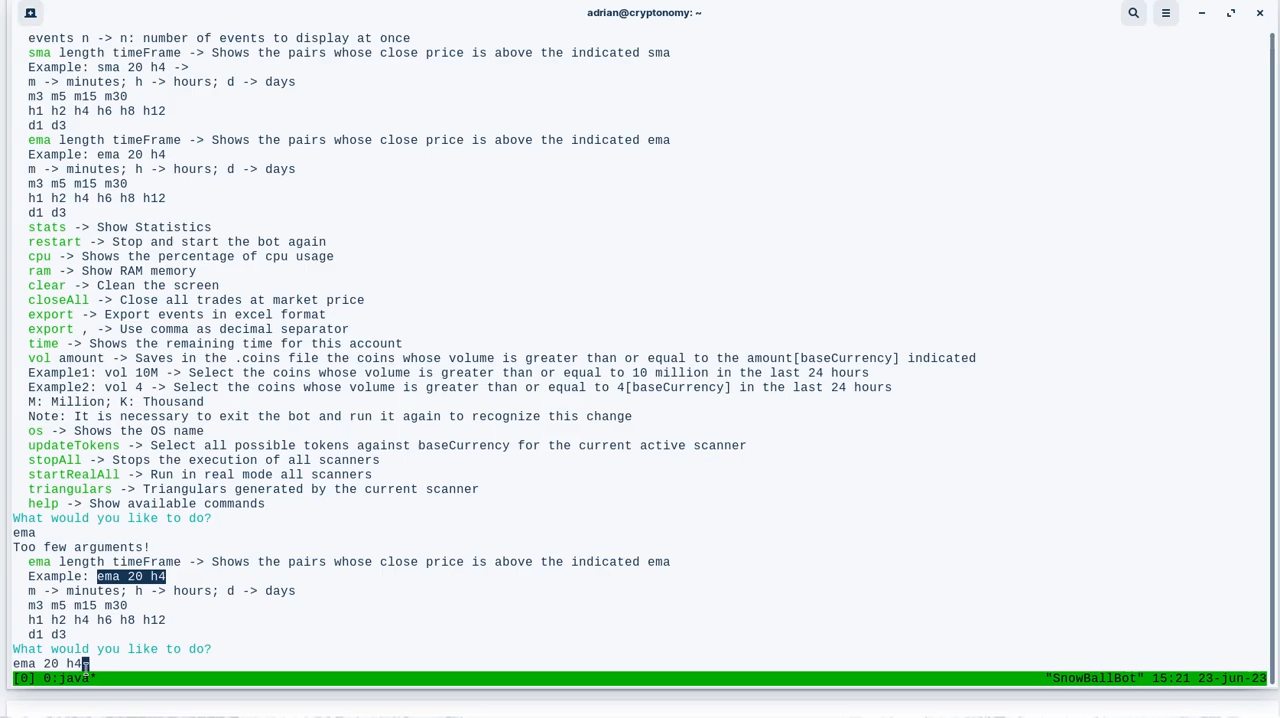 adrian@cryptonomy: ~
events n -> n: number of events to display at once
sma length timeFrame -> Shows the pairs whose close price is above the indicated sma
Example: sma 20 h4 ->
m -> minutes; h -> hours; d -> days
m3 m5 m15 m30
h1 h2 h4 h6 h8 h12
d1 d3
ema length timeFrame -> Shows the pairs whose close price is above the indicated ema
Example: ema 20 h4
m -> minutes; h -> hours; d -> days
m3 m5 m15 m30
h1 h2 h4 h6 h8 h12
d1 d3
stats -> Show Statistics
restart -> Stop and start the bot again
cpu -> Shows the percentage of cpu usage
ram -> Show RAM memory
clear -> Clean the screen
closeAll -> Close all trades at market price
export -> Export events in excel format
export , -> Use comma as decimal separator
time -> Shows the remaining time for this account
vol amount -> Saves in the .coins file the coins whose volume is greater than or equal to the amount[baseCurrency] indicated
Example1: vol 10M -> Select the coins whose volume is greater than or equal to 10 million in the last 24 hours
Example2: vol 4 -> Select the coins whose volume is greater than or equal to 4[baseCurrency] in the last 24 hours
M: Million; K: Thousand
Note: It is necessary to exit the bot and run it again to recognize this change
os -> Shows the OS name
updateTokens -> Select all possible tokens against baseCurrency for the current active scanner
stopAll -> Stops the execution of all scanners
startRealAll -> Run in real mode all scanners
triangulars -> Triangulars generated by the current scanner
help -> Show available commands
What would you like to do?
ema
Too few arguments!
ema length timeFrame -> Shows the pairs whose close price is above the indicated ema
Example: ema 20 h4
m -> minutes; h -> hours; d -> days
m3 m5 m15 m30
h1 h2 h4 h6 h8 h12
d1 d3
What would you like to do?
ema 20 h4
[0] 0:java* "SnowBallBot" 15:21 23-jun-23